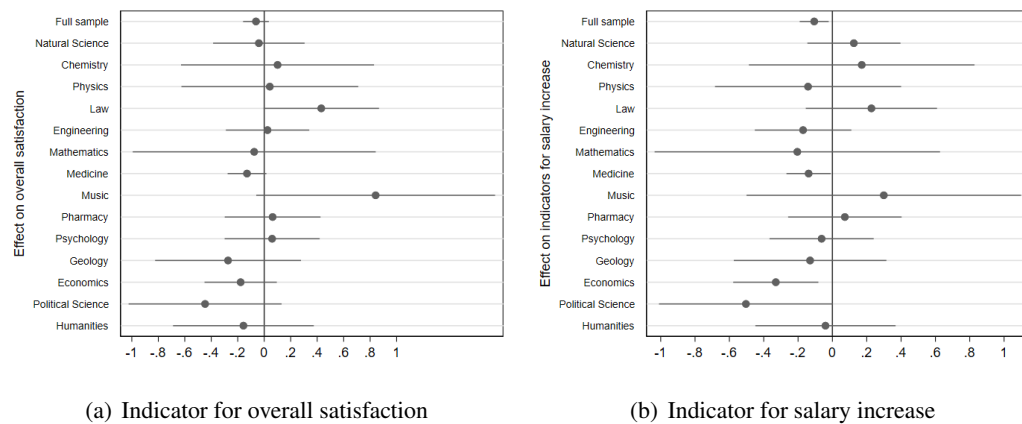 Effect on overall satisfaction
Full sample
Natural Science
Chemistry
Physics
Law
Engineering
Mathematics
Medicine
Music
Pharmacy
Psychology
Geology
Economics
Political Science
Humanities
-1 -.8 -.6 -.4 -.2 0 .2 .4 .6 .8 1
(a) Indicator for overall satisfaction
Effect on indicators for salary increase
Full sample
Natural Science
Chemistry
Physics
Law
Engineering
Mathematics
Medicine
Music
Pharmacy
Psychology
Geology
Economics
Political Science
Humanities
-1 -.8 -.6 -.4 -.2 0 .2 .4 .6 .8 1
(b) Indicator for salary increase